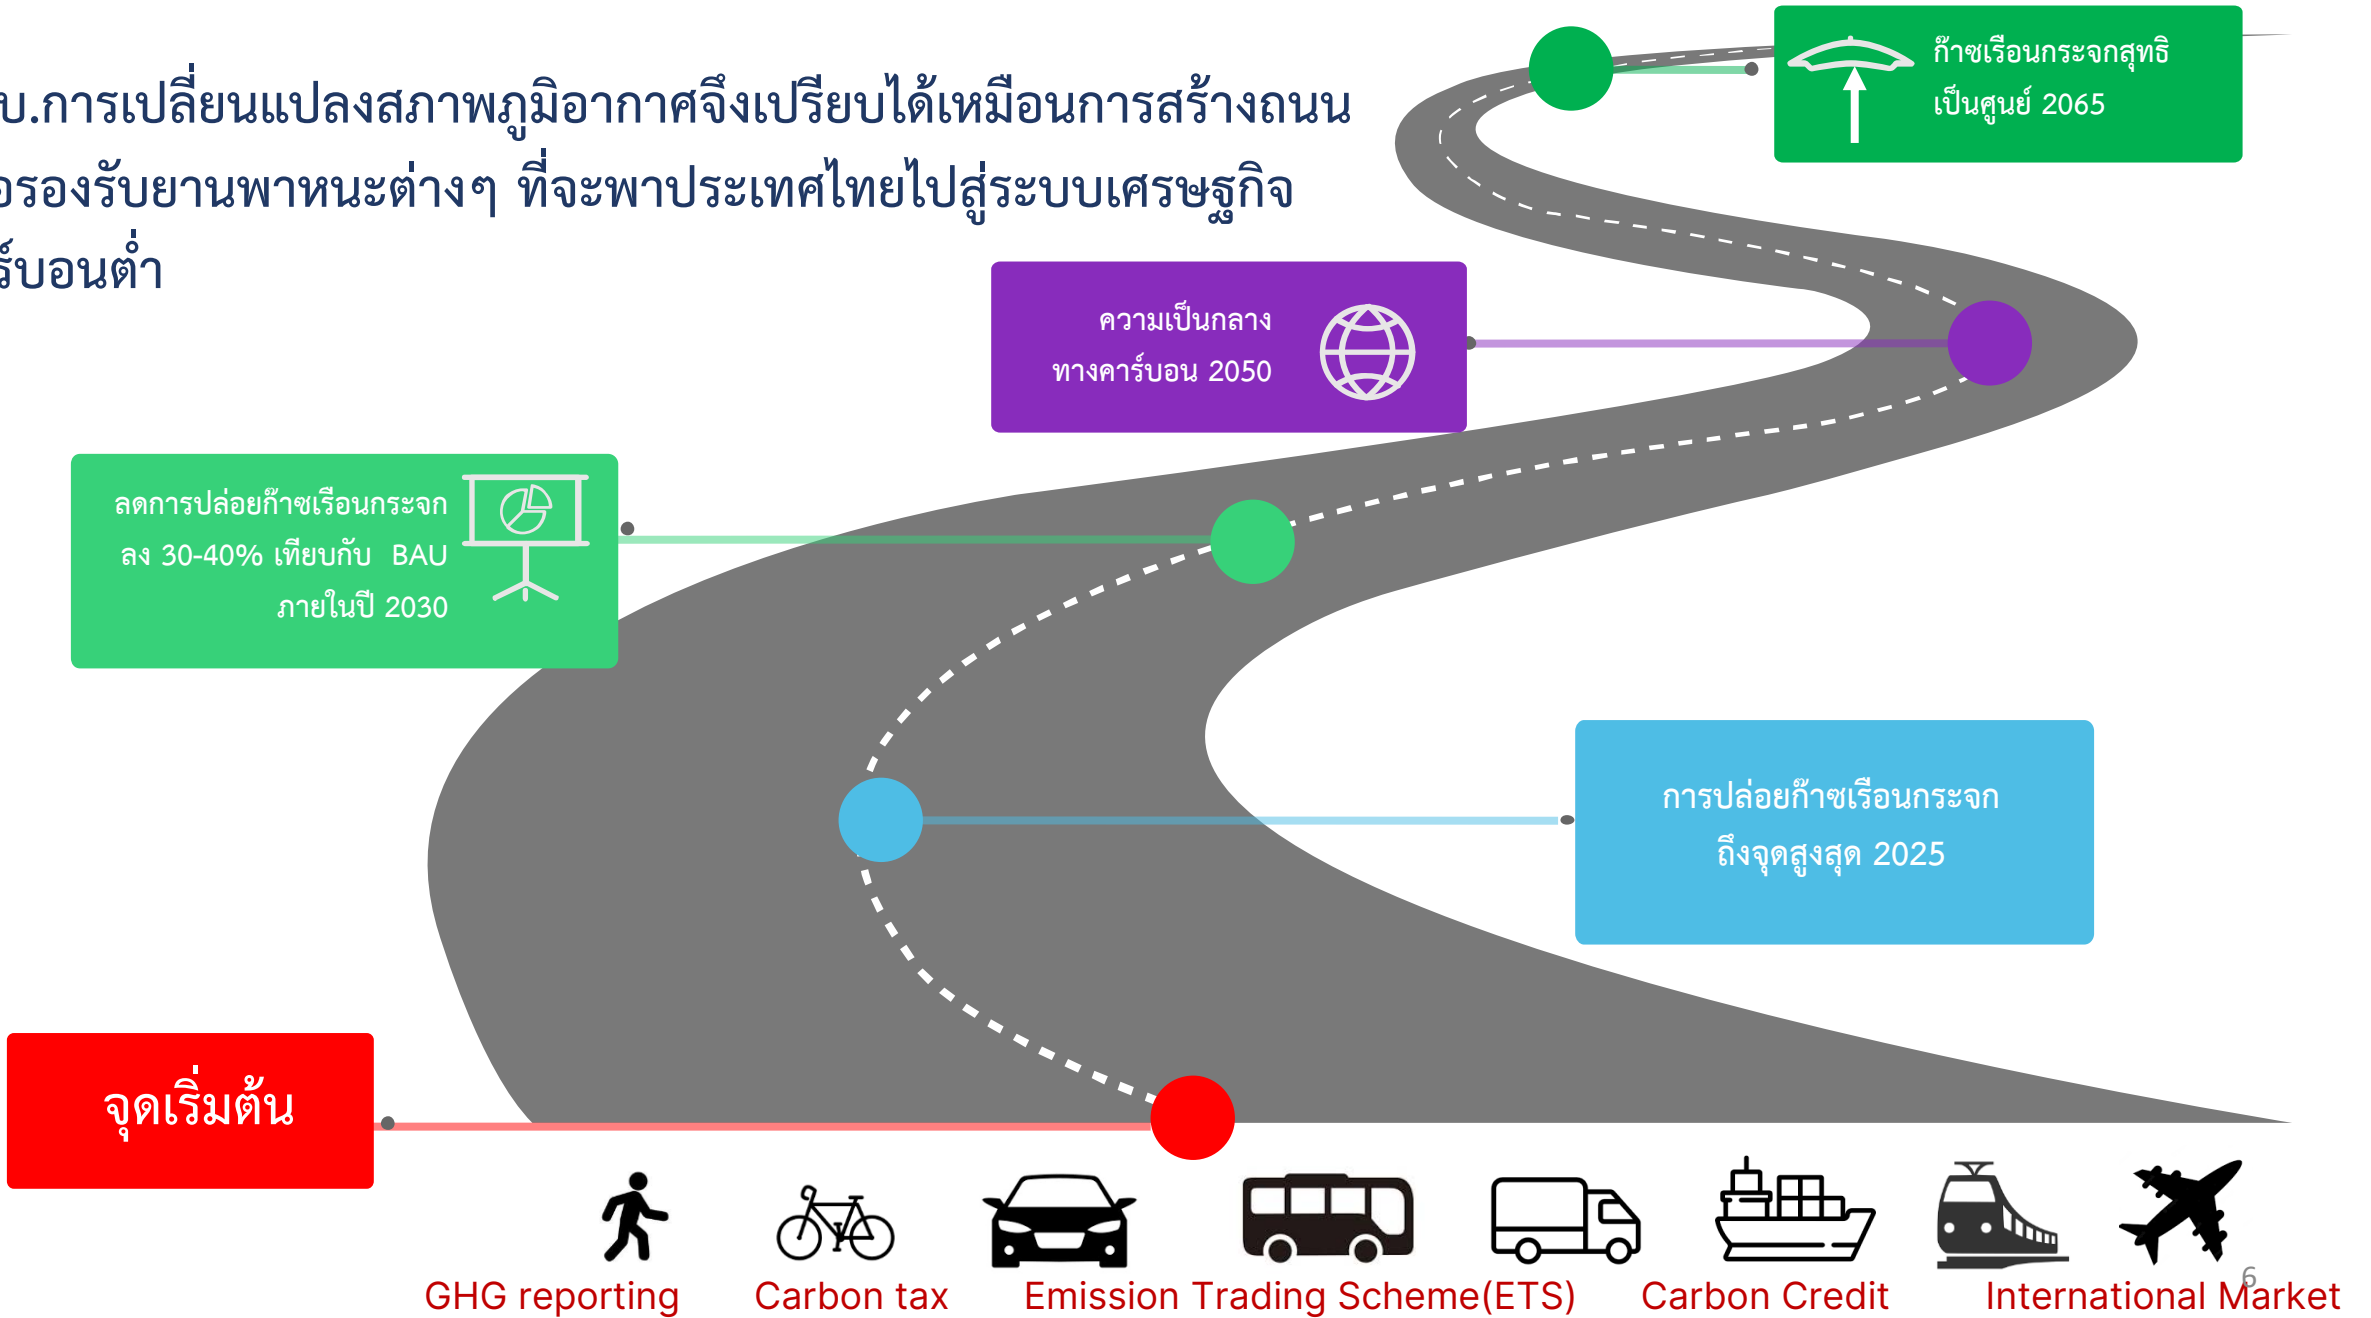 บ.การเปลี่ยนแปลงสภาพภูมิอากาศจึงเปรียบได้เหมือนการสร้างถนน
อรองรับยานพาหนะต่างๆ ที่จะพาประเทศไทยไปสู่ระบบเศรษฐกิจ
ร์บอนต่ำ
ก๊าซเรือนกระจกสุทธิ
เป็นศูนย์ 2065
ความเป็นกลาง
ทางคาร์บอน 2050
ลดการปล่อยก๊าซเรือนกระจก
ลง 30-40% เทียบกับ BAU
ภายในปี 2030
การปล่อยก๊าซเรือนกระจก
ถึงจุดสูงสุด 2025
จุดเริ่มต้น
GHG reporting
Carbon tax
Emission Trading Scheme(ETS)
Carbon Credit
International Market
6